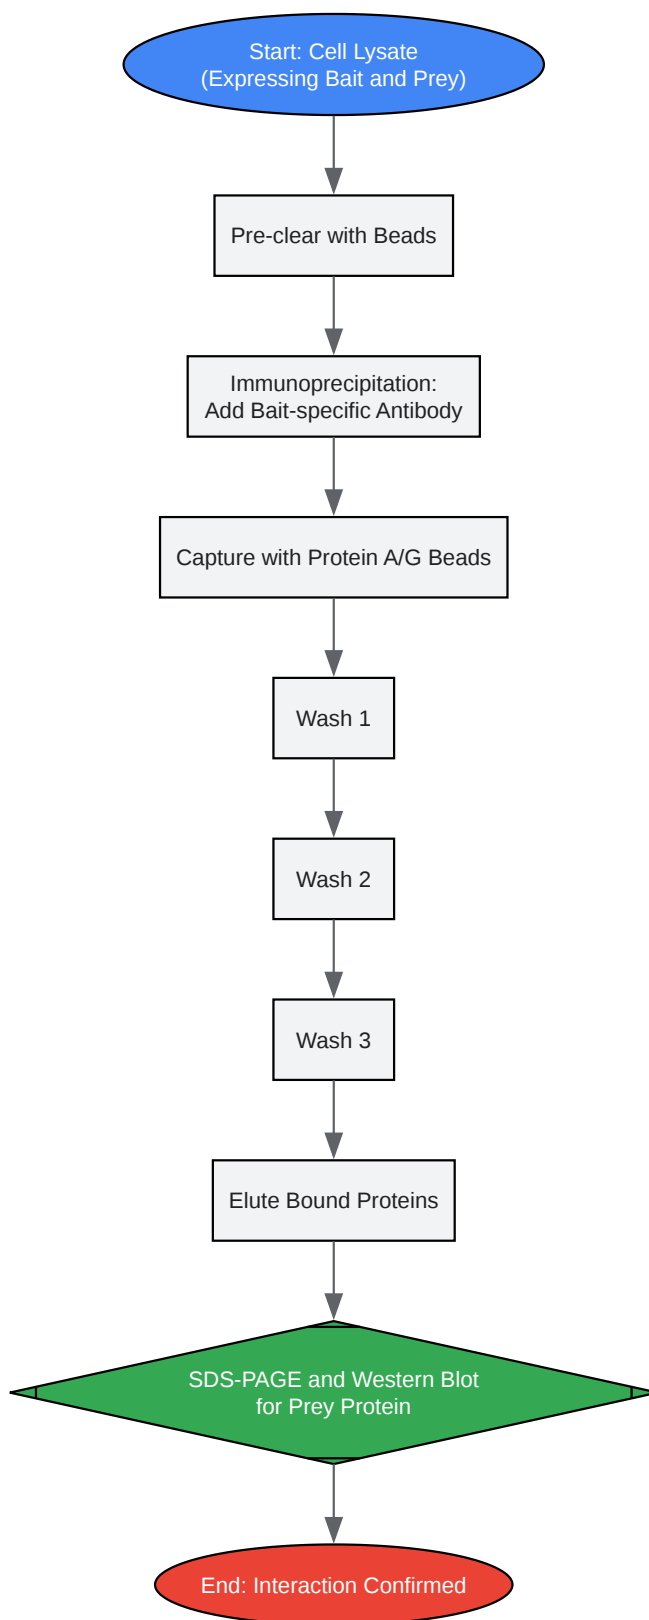 Start: Cell Lysate
(Expressing Bait and Prey)
Pre-clear with Beads
Immunoprecipitation:
Add Bait-specific Antibody
Capture with Protein A/G Beads
Wash 1
Wash 2
Wash 3
Elute Bound Proteins
SDS-PAGE and Western Blot
for Prey Protein
End: Interaction Confirmed